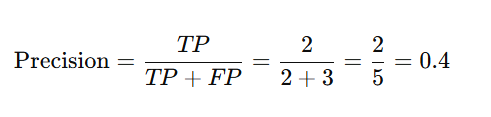 Precision = TP / (TP + FP) = 2 / (2 + 3) = 2 / 5 = 0.4